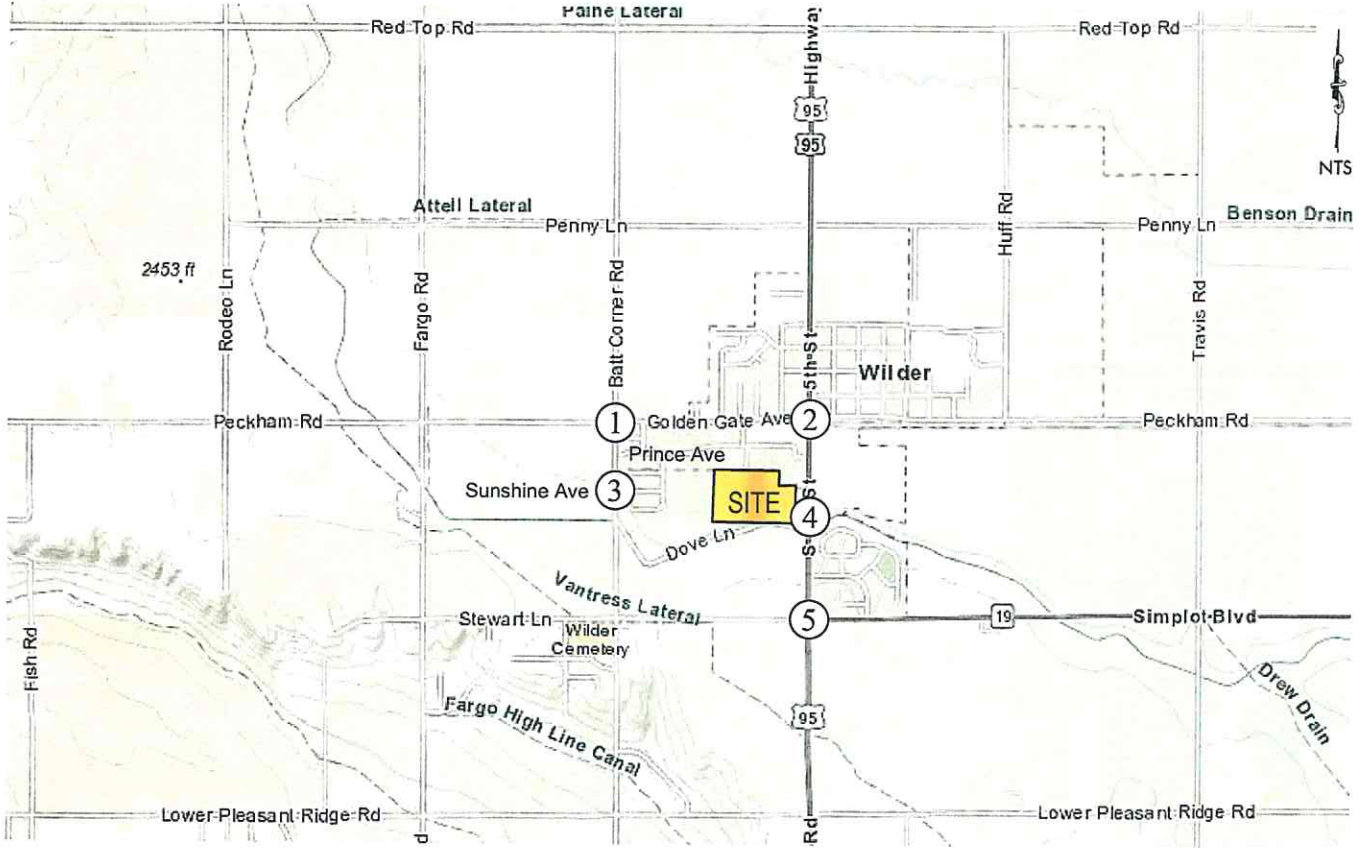 Paine Lateral
Red Top Rd
Highway
Red Top Rd
95
95
NTS
Attell Lateral
Penny Ln
Huff Rd
Penny Ln
Benson Drain
2453 ft
Rodeo Ln
Fargo Rd
Batt Corner Rd
5th St
Travis Rd
Wilder
Peckham Rd
1
Golden Gate Ave
2
Peckham Rd
Prince Ave
Sunshine Ave
3
SITE
S
St
4
Dove Ln
Vantress Lateral
Stewart Ln
5
19
Simplot Blvd
Wilder
Cemetery
Fish Rd
Drew Drain
95
Fargo High Line Canal
Lower Pleasant Ridge Rd
d
Rd
Lower Pleasant Ridge Rd